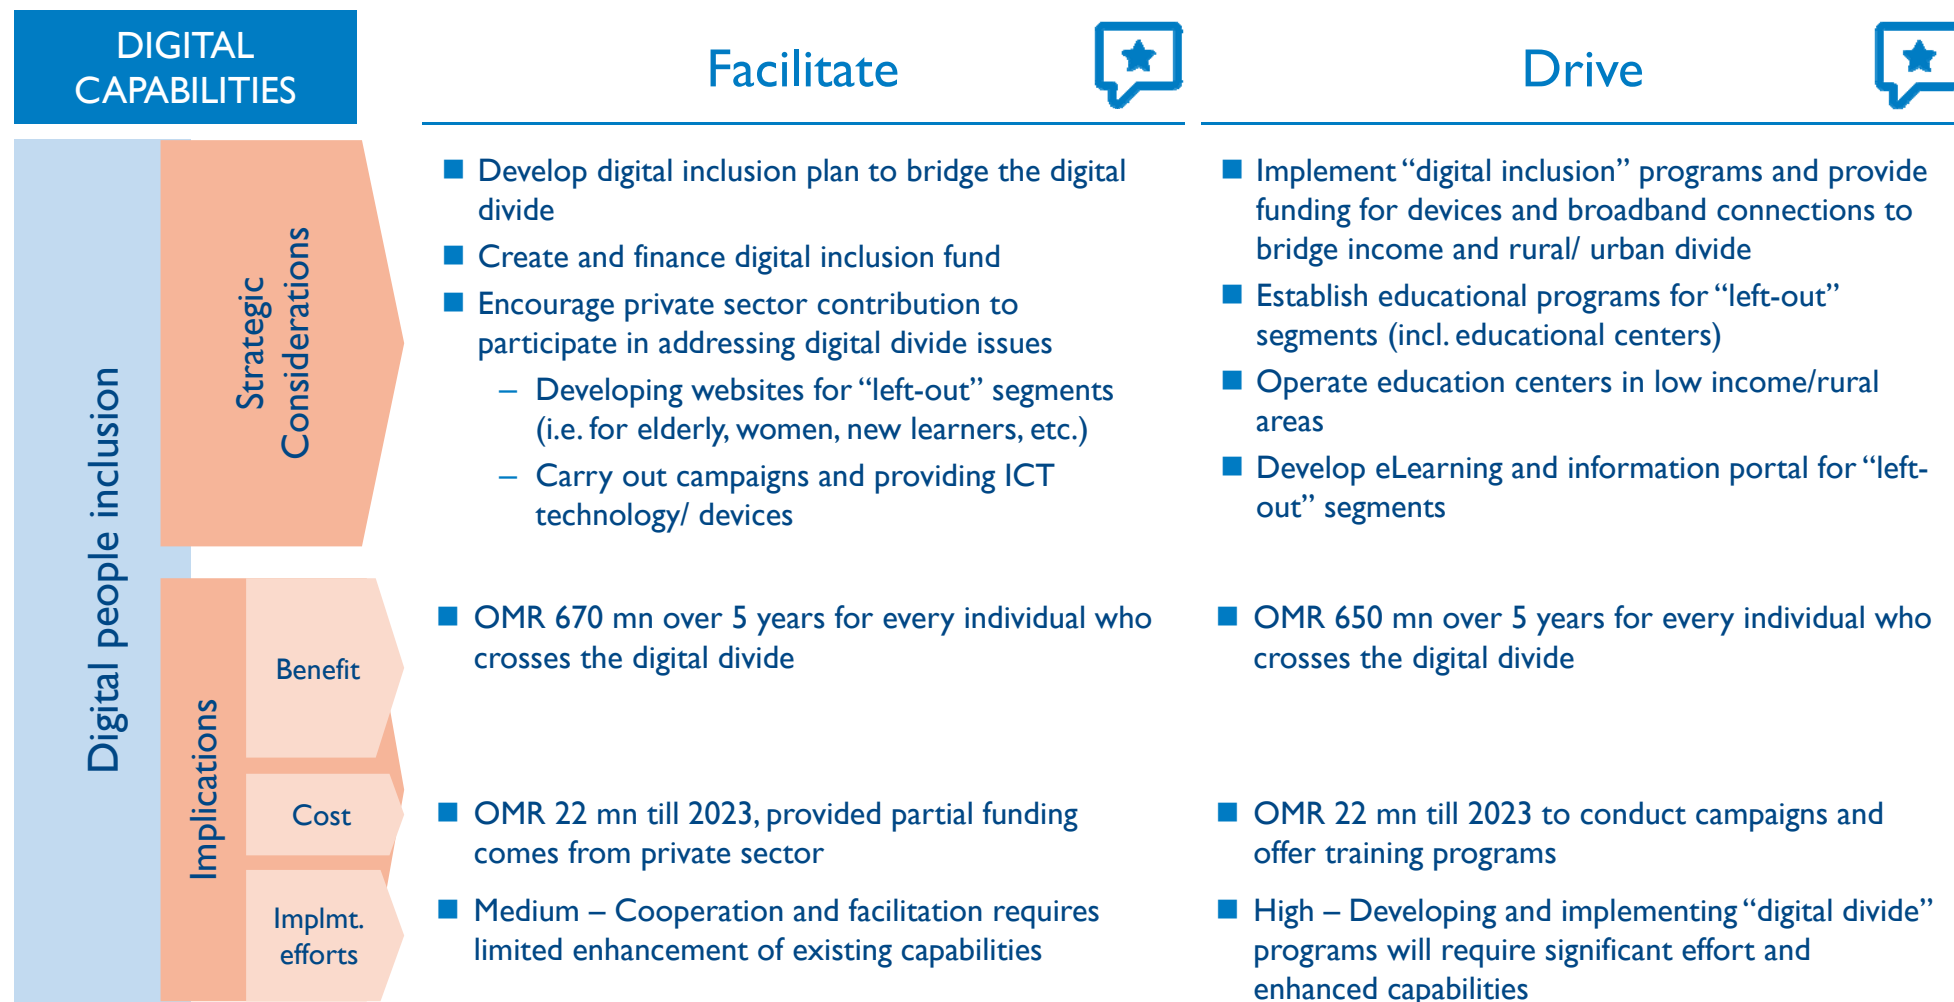 DIGITAL
CAPABILITIES
Facilitate
Drive
Digital people inclusion
Strategic
Considerations
■ Develop digital inclusion plan to bridge the digital
divide
■ Create and finance digital inclusion fund
■ Encourage private sector contribution to
participate in addressing digital divide issues
– Developing websites for “left-out” segments
(i.e. for elderly, women, new learners, etc.)
– Carry out campaigns and providing ICT
technology/ devices
■ Implement “digital inclusion” programs and provide
funding for devices and broadband connections to
bridge income and rural/ urban divide
■ Establish educational programs for “left-out”
segments (incl. educational centers)
■ Operate education centers in low income/rural
areas
■ Develop eLearning and information portal for “left-
out” segments
Implications
Benefit
■ OMR 670 mn over 5 years for every individual who
crosses the digital divide
■ OMR 650 mn over 5 years for every individual who
crosses the digital divide
Cost
■ OMR 22 mn till 2023, provided partial funding
comes from private sector
■ OMR 22 mn till 2023 to conduct campaigns and
offer training programs
Implmt.
efforts
■ Medium – Cooperation and facilitation requires
limited enhancement of existing capabilities
■ High – Developing and implementing “digital divide”
programs will require significant effort and
enhanced capabilities